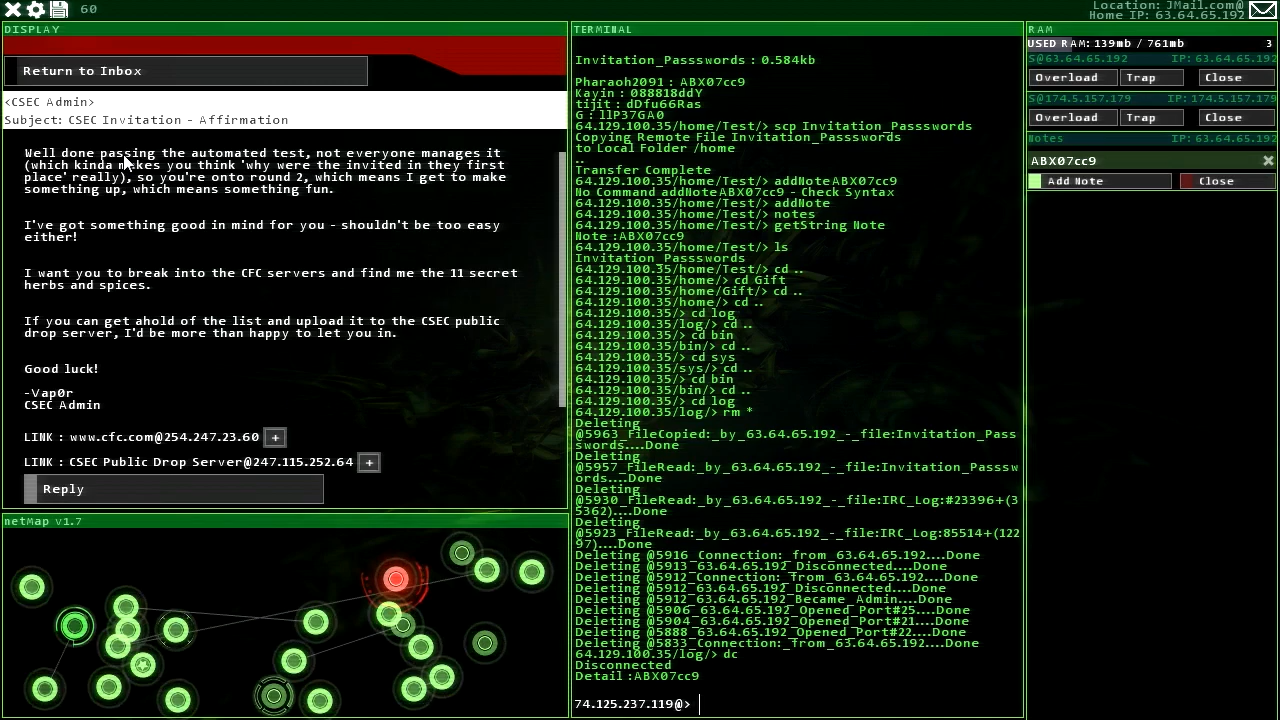 60
Location: JMail.com@
Home IP: 63.64.65.192
DISPLAY
Return to Inbox
<CSEC Admin>
Subject: CSEC Invitation - Affirmation
Well done passing the automated test, not everyone manages it
(which kinda makes you think 'why were the invited in they first
place' really), so you're onto round 2, which means I get to make
something up, which means something fun.
I've got something good in mind for you - shouldn't be too easy
either!
I want you to break into the CFC servers and find me the 11 secret
herbs and spices.
If you can get ahold of the list and upload it to the CSEC public
drop server, I'd be more than happy to let you in.
Good luck!
-Vap0r
CSEC Admin
LINK : www.cfc.com@254.247.23.60 +
LINK : CSEC Public Drop Server@247.115.252.64 +
Reply
netMap v1.7
TERMINAL
Invitation_Passswords : 0.584kb
Pharaoh2091 : ABX07cc9
Kayin : 088818ddY
tijit : dDfu66Ras
G : l1P37GA0
64.129.100.35/home/Test/> scp Invitation_Passswords
Copying Remote File Invitation_Passswords
to Local Folder /home
..
Transfer Complete
64.129.100.35/home/Test/> addNoteABX07cc9
No Command addNoteABX07cc9 - Check Syntax
64.129.100.35/home/Test/> addNote
64.129.100.35/home/Test/> notes
64.129.100.35/home/Test/> getString Note
Note :ABX07cc9
64.129.100.35/home/Test/> ls
Invitation_Passswords
64.129.100.35/home/Test/> cd ..
64.129.100.35/home/> cd Gift
64.129.100.35/home/Gift/> cd ..
64.129.100.35/home/> cd ..
64.129.100.35/> cd log
64.129.100.35/log/> cd ..
64.129.100.35/> cd bin
64.129.100.35/bin/> cd ..
64.129.100.35/> cd sys
64.129.100.35/sys/> cd ..
64.129.100.35/> cd bin
64.129.100.35/bin/> cd ..
64.129.100.35/> cd log
64.129.100.35/log/> rm *
Deleting
@5963_FileCopied:_by_63.64.65.192_-_file:Invitation_Pass
swords....Done
Deleting
@5957_FileRead:_by_63.64.65.192_-_file:Invitation_Passsw
ords....Done
Deleting
@5930_FileRead:_by_63.64.65.192_-_file:IRC_Log:#23396+(3
5362)....Done
Deleting
@5923_FileRead:_by_63.64.65.192_-_file:IRC_Log:85514+(122
97)....Done
Deleting @5916_Connection:_from_63.64.65.192....Done
Deleting @5913_63.64.65.192_Disconnected....Done
Deleting @5912_Connection:_from_63.64.65.192....Done
Deleting @5912_63.64.65.192_Disconnected....Done
Deleting @5912_63.64.65.192_Became_Admin....Done
Deleting @5906_63.64.65.192_Opened_Port#25....Done
Deleting @5904_63.64.65.192_Opened_Port#21....Done
Deleting @5888_63.64.65.192_Opened_Port#22....Done
Deleting @5833_Connection:_from_63.64.65.192....Done
64.129.100.35/log/> dc
Disconnected
Detail :ABX07cc9
74.125.237.119@>
RAM
USED RAM: 139mb / 761mb 3
S@63.64.65.192 IP: 63.64.65.192
Overload Trap Close
S@174.5.157.179 IP: 174.5.157.179
Overload Trap Close
Notes IP: 63.64.65.192
ABX07cc9
Add Note Close